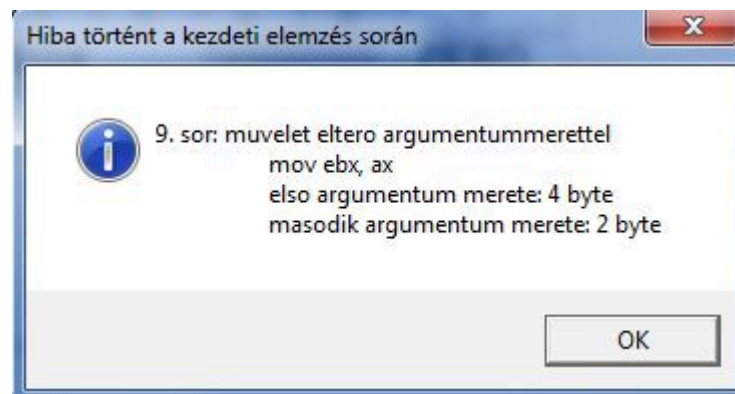 Hiba történt a kezdeti elemzés során
9. sor: muvelet eltero argumentummerettel
mov ebx, ax
elso argumentum merete: 4 byte
masodik argumentum merete: 2 byte
OK